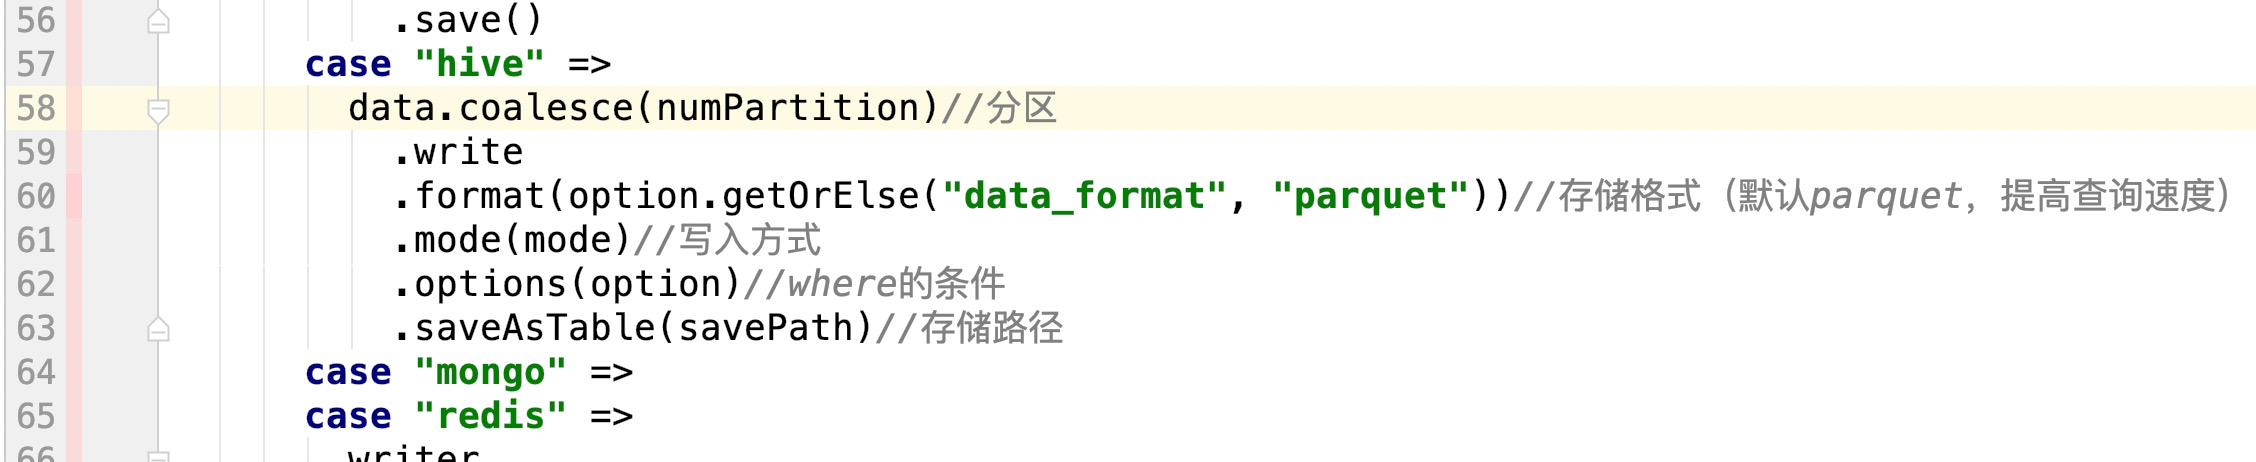 56 .save()
57 case "hive" =>
58 data.coalesce(numPartition)//分区
59 .write
60 .format(option.getOrElse("data_format", "parquet"))//存储格式（默认parquet，提高查询速度）
61 .mode(mode)//写入方式
62 .options(option)//where的条件
63 .saveAsTable(savePath)//存储路径
64 case "mongo" =>
65 case "redis" =>
66 writer